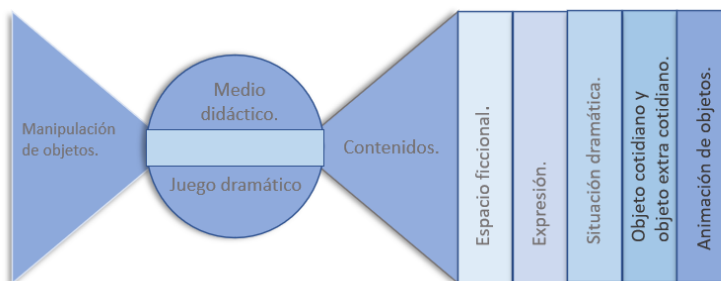 Manipulación
de objetos.
Medio
didáctico.
Juego dramático
Contenidos.
Espacio ficcional.
Expresión.
Situación dramática.
Objeto cotidiano y
objeto extra cotidiano.
Animación de objetos.